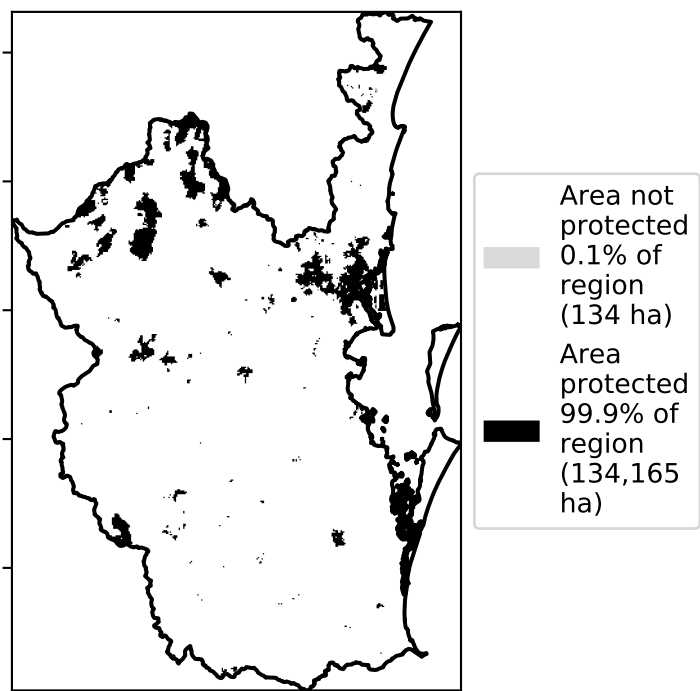 Area not
protected
0.1% of
region
(134 ha)
Area
protected
99.9% of
region
(134,165
ha)